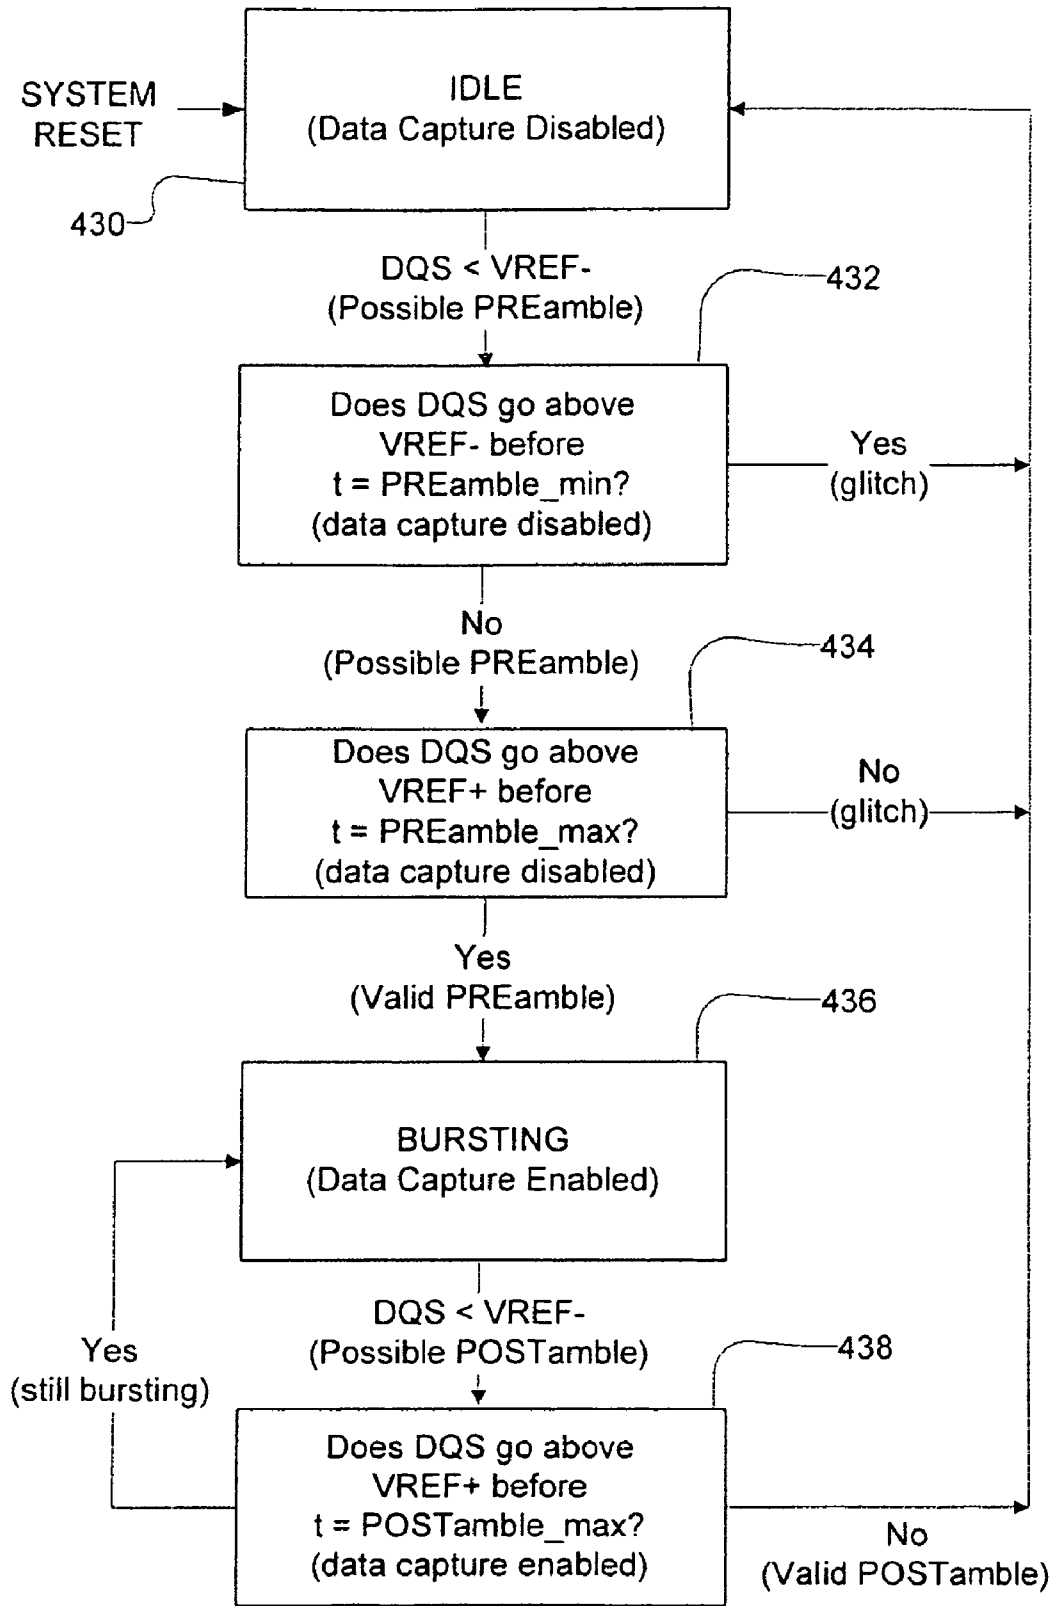 SYSTEM
RESET
IDLE
(Data Capture Disabled)
430
DQS < VREF-
(Possible PREamble)
432
Does DQS go above
VREF- before
t = PREamble_min?
(data capture disabled)
Yes
(glitch)
No
(Possible PREamble)
434
Does DQS go above
VREF+ before
t = PREamble_max?
(data capture disabled)
No
(glitch)
Yes
(Valid PREamble)
436
BURSTING
(Data Capture Enabled)
DQS < VREF-
(Possible POSTamble)
438
Yes
(still bursting)
Does DQS go above
VREF+ before
t = POSTamble_max?
(data capture enabled)
No
(Valid POSTamble)